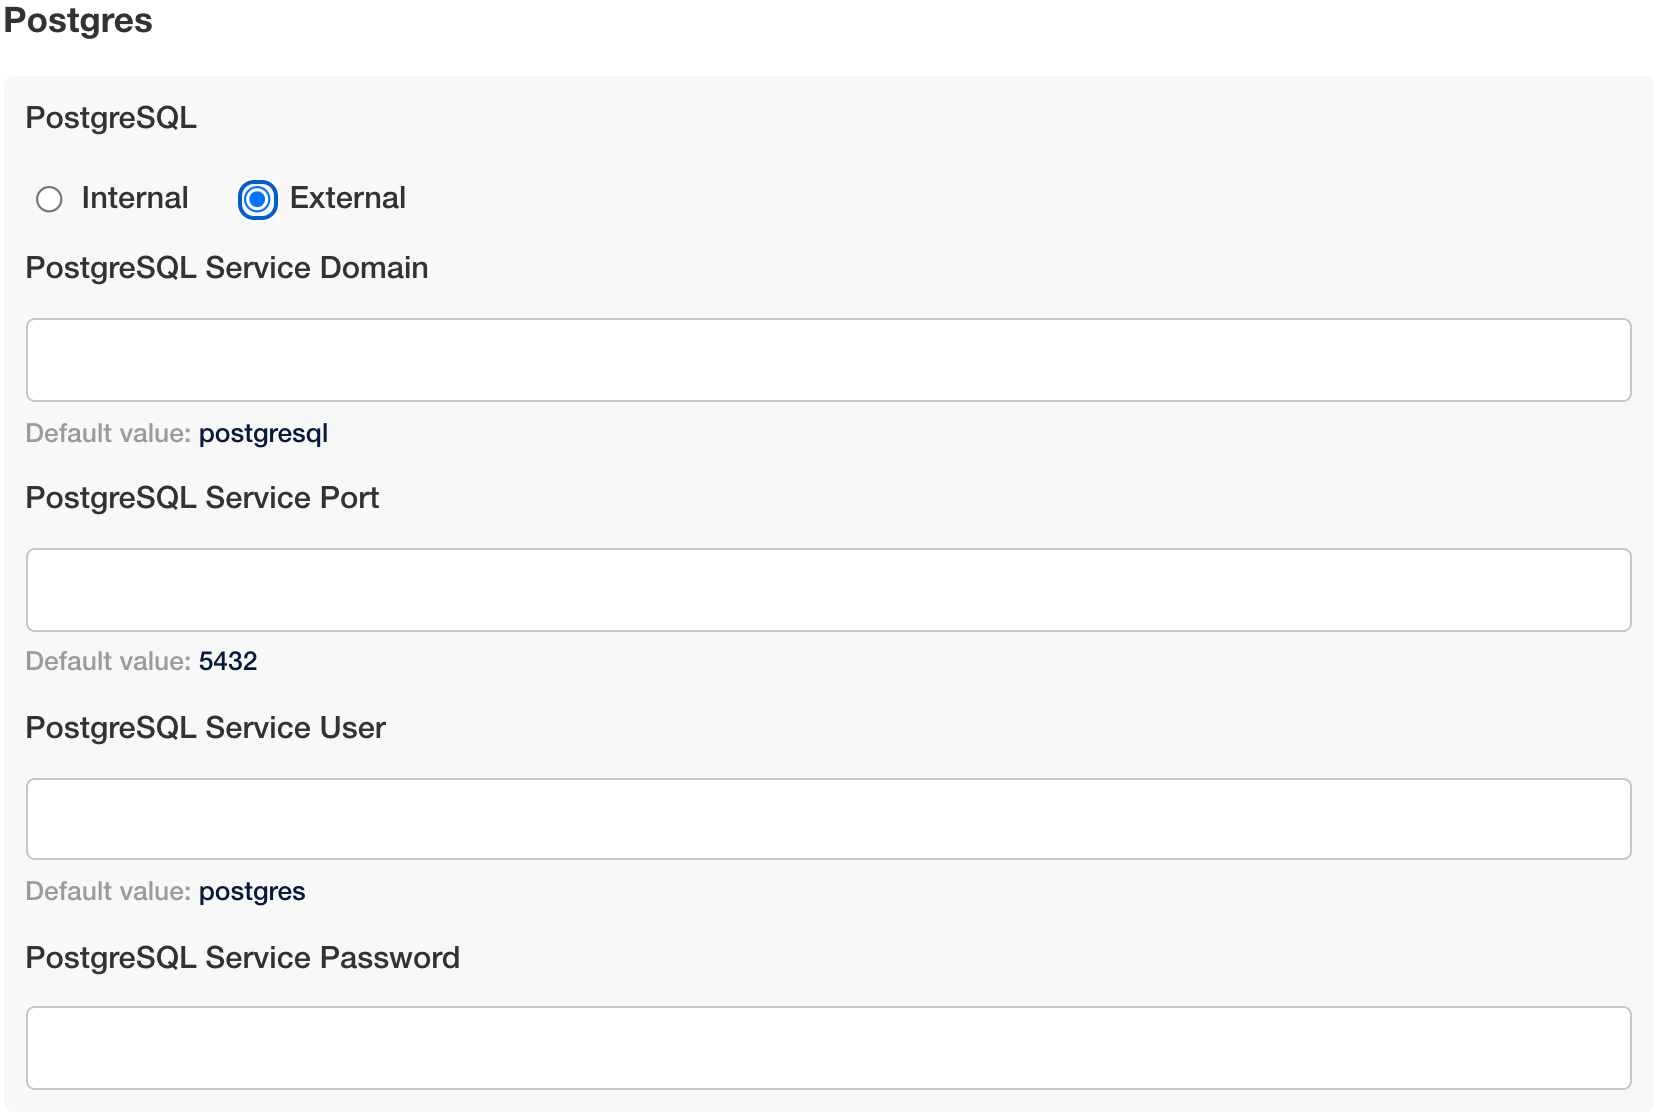 Postgres
PostgreSQL
Internal External
PostgreSQL Service Domain
Default value: postgresql
PostgreSQL Service Port
Default value: 5432
PostgreSQL Service User
Default value: postgres
PostgreSQL Service Password